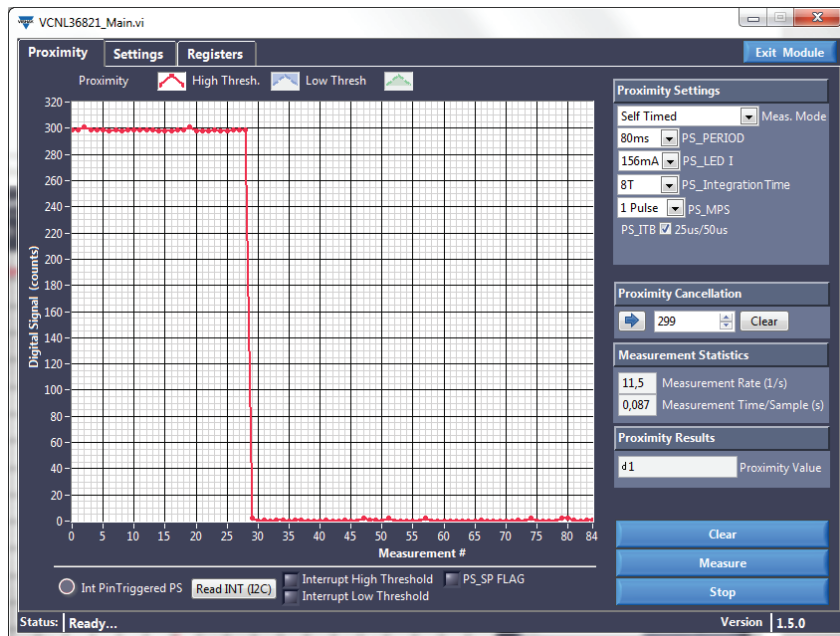 VISHAY
VCNL36821_Main.vi
Proximity
Settings
Registers
Exit Module
Proximity
High Thresh.
Low Thresh
320
300
280
260
240
220
200
180
160
140
120
100
80
60
40
20
0
Digital Signal (counts)
0 5 10 15 20 25 30 35 40 45 50 55 60 65 70 75 80 84
Measurement #
Int PinTriggered PS
Read INT (I2C)
Interrupt High Threshold
Interrupt Low Threshold
PS_SP FLAG
Proximity Settings
Self Timed Meas. Mode
80ms PS_PERIOD
156mA PS_LED I
8T PS_IntegrationTime
1 Pulse PS_MPS
PS_ITB 25us/50us
Proximity Cancellation
299 Clear
Measurement Statistics
11,5 Measurement Rate (1/s)
0,087 Measurement Time/Sample (s)
Proximity Results
d1 Proximity Value
Clear
Measure
Stop
Status: Ready...
Version 1.5.0